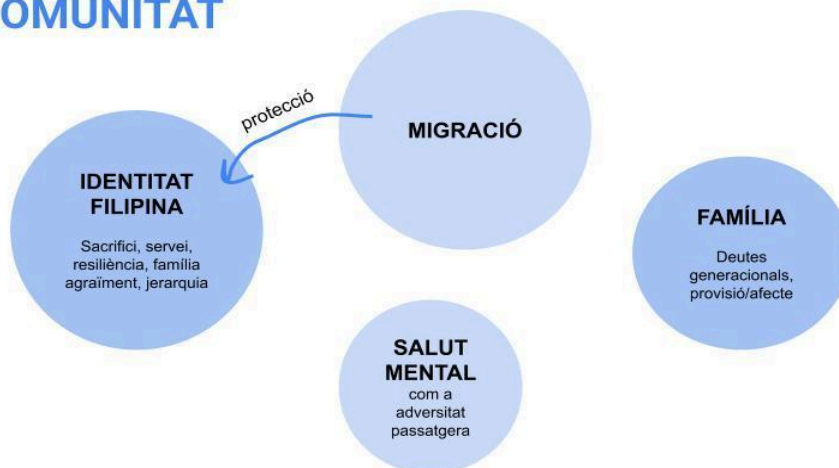 OMUNITAT
protecció
MIGRACIÓ
IDENTITAT
FILIPINA
Sacrifici, servei,
resiliència, família
agraïment, jerarquia
FAMÍLIA
Deutes
generacionals,
provisió/afecte
SALUT
MENTAL
com a
adversitat
passatgera